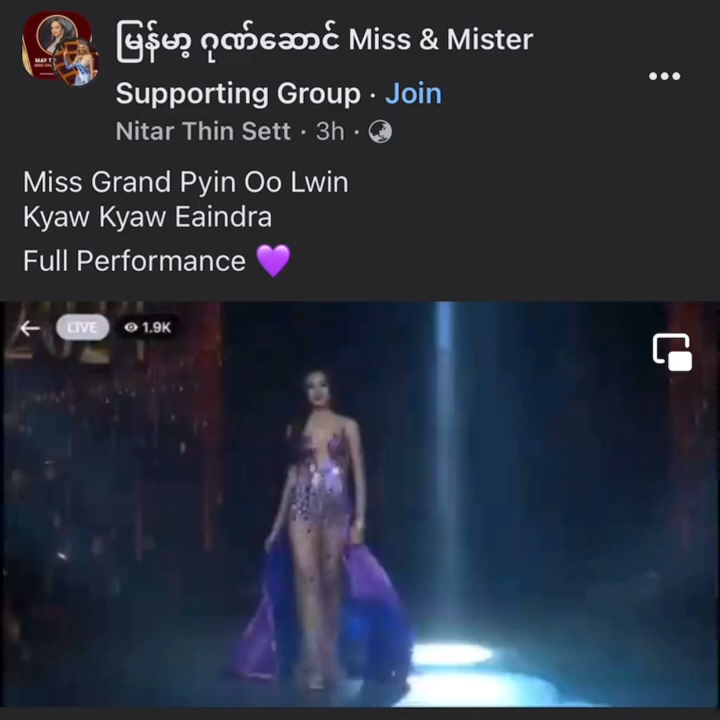 မြန်မာ့ ဂုဏ်ဆောင် Miss & Mister
Supporting Group · Join
Nitar Thin Sett · 3h ·
Miss Grand Pyin Oo Lwin
Kyaw Kyaw Eaindra
Full Performance 💜
LIVE 1.9K